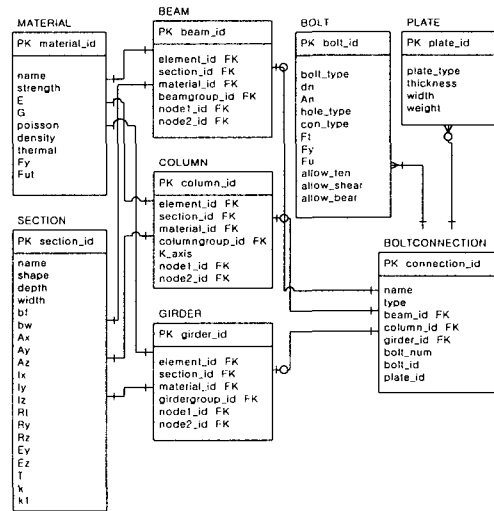 MATERIAL
PK material_id
name
strength
E
G
poisson
density
thermal
Fy
Fut
SECTION
PK section_id
name
shape
depth
width
bf
bw
Ax
Ay
Az
Ix
Iy
Iz
Rt
Ry
Rz
Ey
Ez
T
k
k1
BEAM
PK beam_id
element_id FK
section_id FK
material_id FK
beamgroup_id FK
node1_id FK
node2_id FK
COLUMN
PK column_id
element_id FK
section_id FK
material_id FK
columngroup_id FK
K_axis
node1_id FK
node2_id FK
GIRDER
PK girder_id
element_id FK
section_id FK
material_id FK
girdergroup_id FK
node1_id FK
node2_id FK
BOLT
PK bolt_id
bolt_type
dn
An
hole_type
con_type
Ft
Fy
Fu
allow_ten
allow_shear
allow_bear
PLATE
PK plate_id
plate_type
thickness
width
weight
BOLTCONNECTION
PK connection_id
name
type
beam_id FK
column_id FK
girder_id FK
bolt_num
bolt_id
plate_id